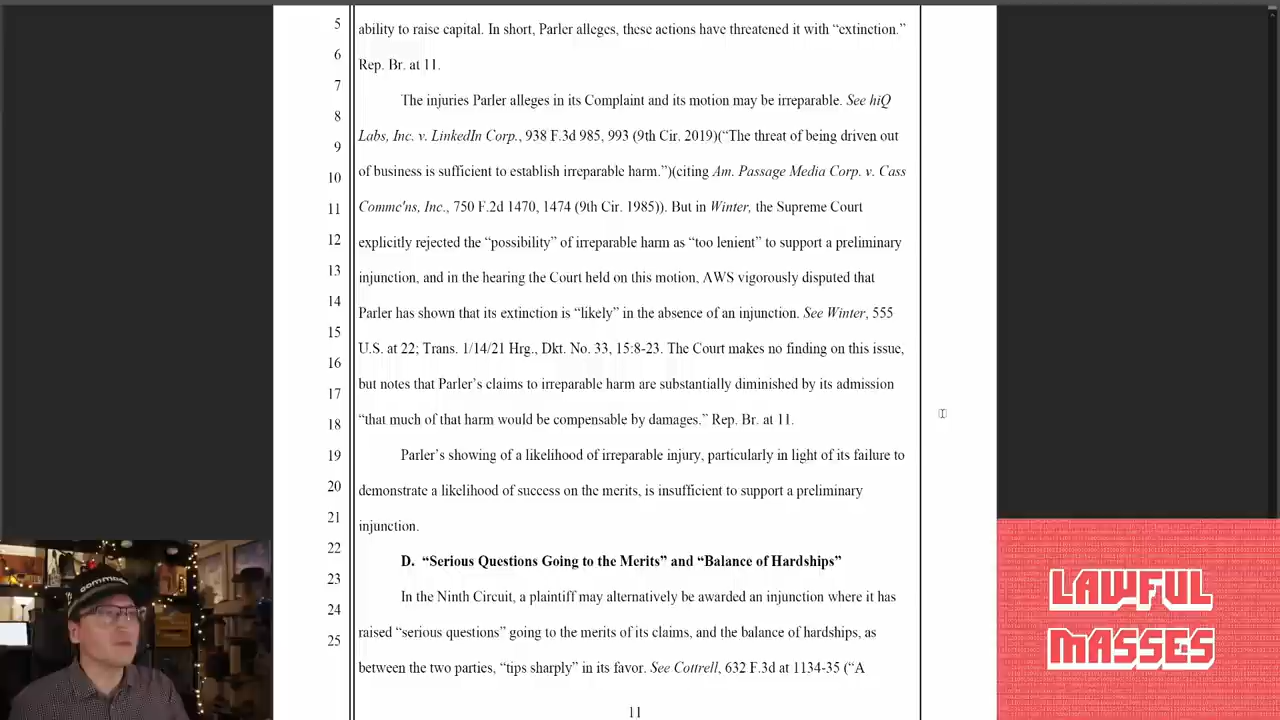 5 ability to raise capital. In short, Parler alleges, these actions have threatened it with “extinction.”
6 Rep. Br. at 11.
7 The injuries Parler alleges in its Complaint and its motion may be irreparable. See hiQ
8 Labs, Inc. v. LinkedIn Corp., 938 F.3d 985, 993 (9th Cir. 2019)(“The threat of being driven out
9 of business is sufficient to establish irreparable harm.”)(citing Am. Passage Media Corp. v. Cass
10
11 Commc'ns, Inc., 750 F.2d 1470, 1474 (9th Cir. 1985)). But in Winter, the Supreme Court
12 explicitly rejected the “possibility” of irreparable harm as “too lenient” to support a preliminary
13 injunction, and in the hearing the Court held on this motion, AWS vigorously disputed that
14 Parler has shown that its extinction is “likely” in the absence of an injunction. See Winter, 555
15
16 U.S. at 22; Trans. 1/14/21 Hrg., Dkt. No. 33, 15:8-23. The Court makes no finding on this issue,
17 but notes that Parler’s claims to irreparable harm are substantially diminished by its admission
18 “that much of that harm would be compensable by damages.” Rep. Br. at 11.
19 Parler’s showing of a likelihood of irreparable injury, particularly in light of its failure to
20 demonstrate a likelihood of success on the merits, is insufficient to support a preliminary
21 injunction.
22 D. “Serious Questions Going to the Merits” and “Balance of Hardships”
23
24 In the Ninth Circuit, a plaintiff may alternatively be awarded an injunction where it has
25 raised “serious questions” going to the merits of its claims, and the balance of hardships, as
between the two parties, “tips sharply” in its favor. See Cottrell, 632 F.3d at 1134-35 (“A
11
LAWFUL
MASSES